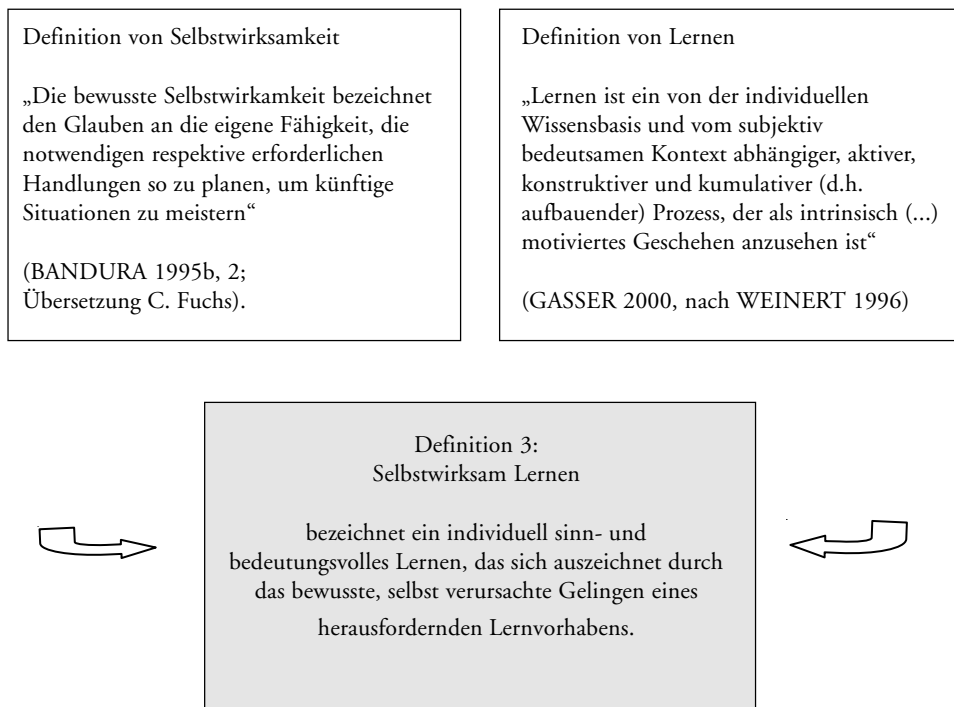 Definition von Selbstwirksamkeit
„Die bewusste Selbstwirkamkeit bezeichnet
den Glauben an die eigene Fähigkeit, die
notwendigen respektive erforderlichen
Handlungen so zu planen, um künftige
Situationen zu meistern“
(BANDURA 1995b, 2;
Übersetzung C. Fuchs).
Definition von Lernen
„Lernen ist ein von der individuellen
Wissensbasis und vom subjektiv
bedeutsamen Kontext abhängiger, aktiver,
konstruktiver und kumulativer (d.h.
aufbauender) Prozess, der als intrinsisch (...)
motiviertes Geschehen anzusehen ist“
(GASSER 2000, nach WEINERT 1996)
Definition 3:
Selbstwirksam Lernen
bezeichnet ein individuell sinn- und
bedeutungsvolles Lernen, das sich auszeichnet durch
das bewusste, selbst verursachte Gelingen eines
herausfordernden Lernvorhabens.